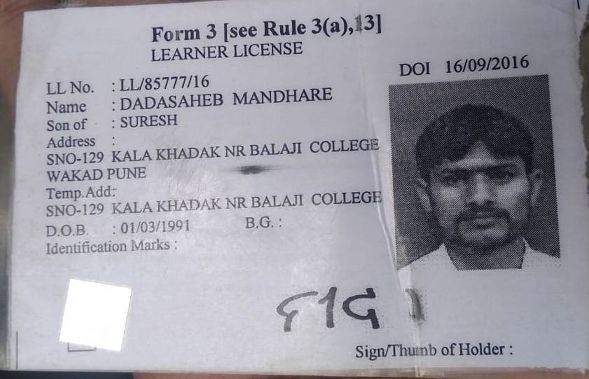 Form 3 [see Rule 3(a),13]
LEARNER LICENSE
DOI 16/09/2016
LL No. : LL/85777/16
Name : DADASAHEB MANDHARE
Son of : SURESH
Address :
SNO-129 KALA KHADAK NR BALAJI COLLEGE
WAKAD PUNE
Temp.Add:-
SNO-129 KALA KHADAK NR BALAJI COLLEGE
D.O.B. : 01/03/1991 B.G. :
Identification Marks :
Sign/Thumb of Holder :